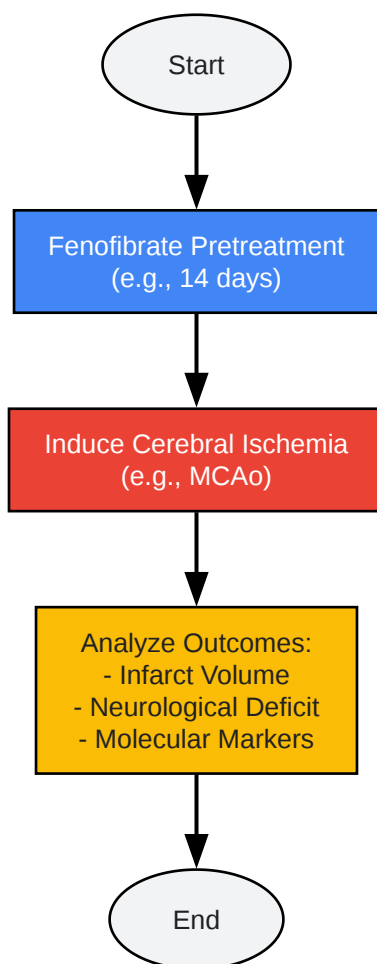 Start
Fenofibrate Pretreatment
(e.g., 14 days)
Induce Cerebral Ischemia
(e.g., MCAo)
Analyze Outcomes:
- Infarct Volume
- Neurological Deficit
- Molecular Markers
End